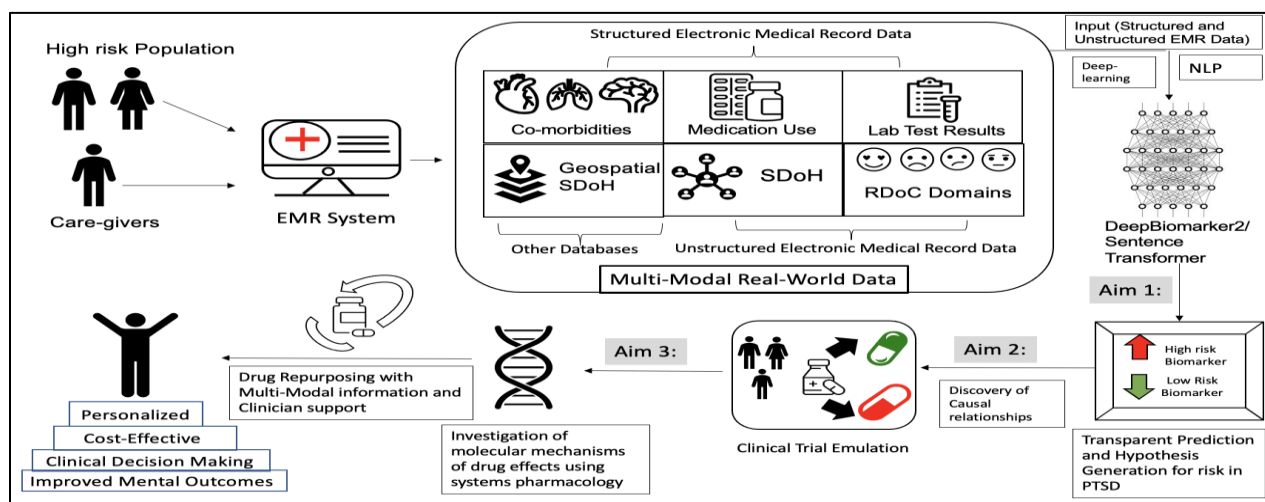 High risk Population
Care-givers
EMR System
Structured Electronic Medical Record Data
Co-morbidities
Medication Use
Lab Test Results
Geospatial
SDoH
SDoH
RDoC Domains
Other Databases
Unstructured Electronic Medical Record Data
Multi-Modal Real-World Data
Input (Structured and
Unstructured EMR Data)
Deep-
learning
NLP
DeepBiomarker2/
Sentence
Transformer
Aim 1:
High risk
Biomarker
Low Risk
Biomarker
Transparent Prediction
and Hypothesis
Generation for risk in
PTSD
Aim 2:
Discovery of
Causal
relationships
Clinical Trial Emulation
Aim 3:
Investigation of
molecular mechanisms
of drug effects using
systems pharmacology
Drug Repurposing with
Multi-Modal information and
Clinician support
Personalized
Cost-Effective
Clinical Decision Making
Improved Mental Outcomes